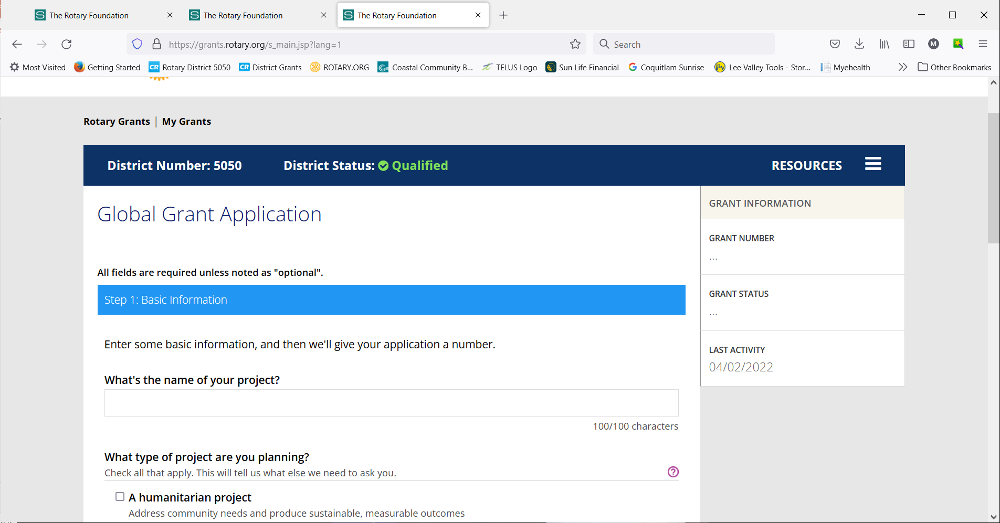 The Rotary Foundation
The Rotary Foundation
The Rotary Foundation
https://grants.rotary.org/s_main.jsp?lang=1
Search
M
Most Visited
Getting Started
CR Rotary District 5050
CR District Grants
ROTARY.ORG
Coastal Community B...
TELUS Logo
Sun Life Financial
G Coquitlam Sunrise
Lee Valley Tools - Stor...
Myehealth
Other Bookmarks
Rotary Grants | My Grants
District Number: 5050
District Status: Qualified
RESOURCES
Global Grant Application
All fields are required unless noted as "optional".
Step 1: Basic Information
Enter some basic information, and then we'll give your application a number.
What's the name of your project?
100/100 characters
What type of project are you planning?
Check all that apply. This will tell us what else we need to ask you.
?
A humanitarian project
Address community needs and produce sustainable, measurable outcomes
GRANT INFORMATION
GRANT NUMBER
...
GRANT STATUS
...
LAST ACTIVITY
04/02/2022